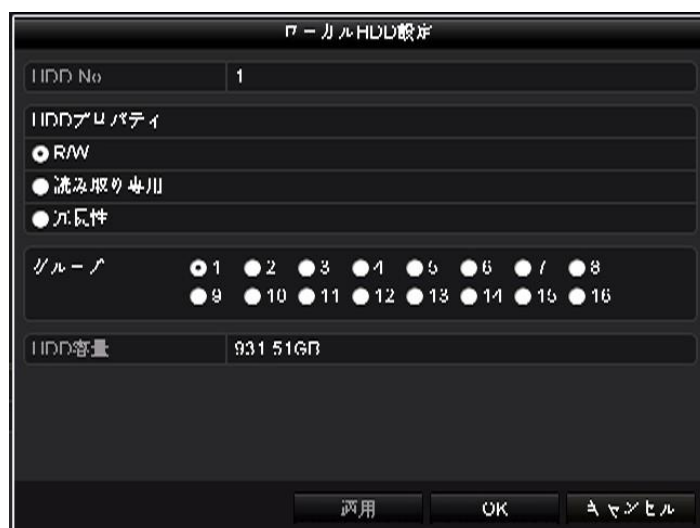 ローカルHDD設定
HDD No 1
HDDプロパティ
R/W
読み取り専用
冗長性
グループ 1 2 3 4 5 6 7 8
9 10 11 12 13 14 15 16
HDD容量 931.51GB
適用 OK キャンセル